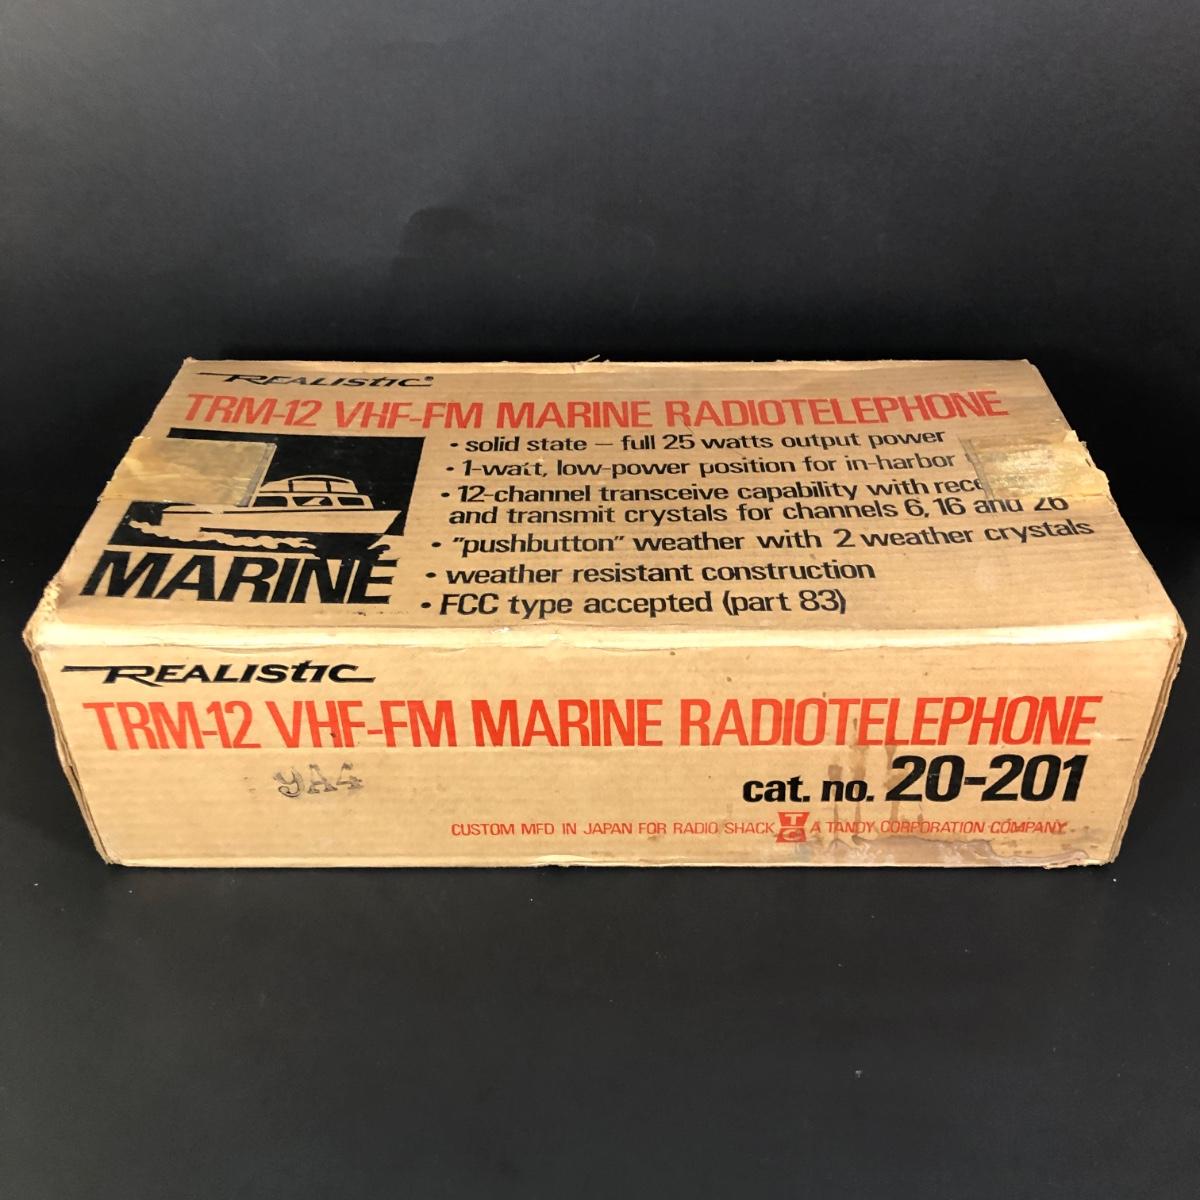 REALISTIC®
TRM-12 VHF-FM MARINE RADIOTELEPHONE
• solid state – full 25 watts output power
• 1-watt, low-power position for in-harbor
• 12-channel transceive capability with
and transmit crystals for channels 6, 16 and 26
• "pushbutton" weather with 2 weather crystals
• weather resistant construction
• FCC type accepted (part 83)
MARINE
REALISTIC
TRM-12 VHF-FM MARINE RADIOTELEPHONE
cat. no. 20-201
9A4
CUSTOM MFD IN JAPAN FOR RADIO SHACK TC A TANDY CORPORATION COMPANY